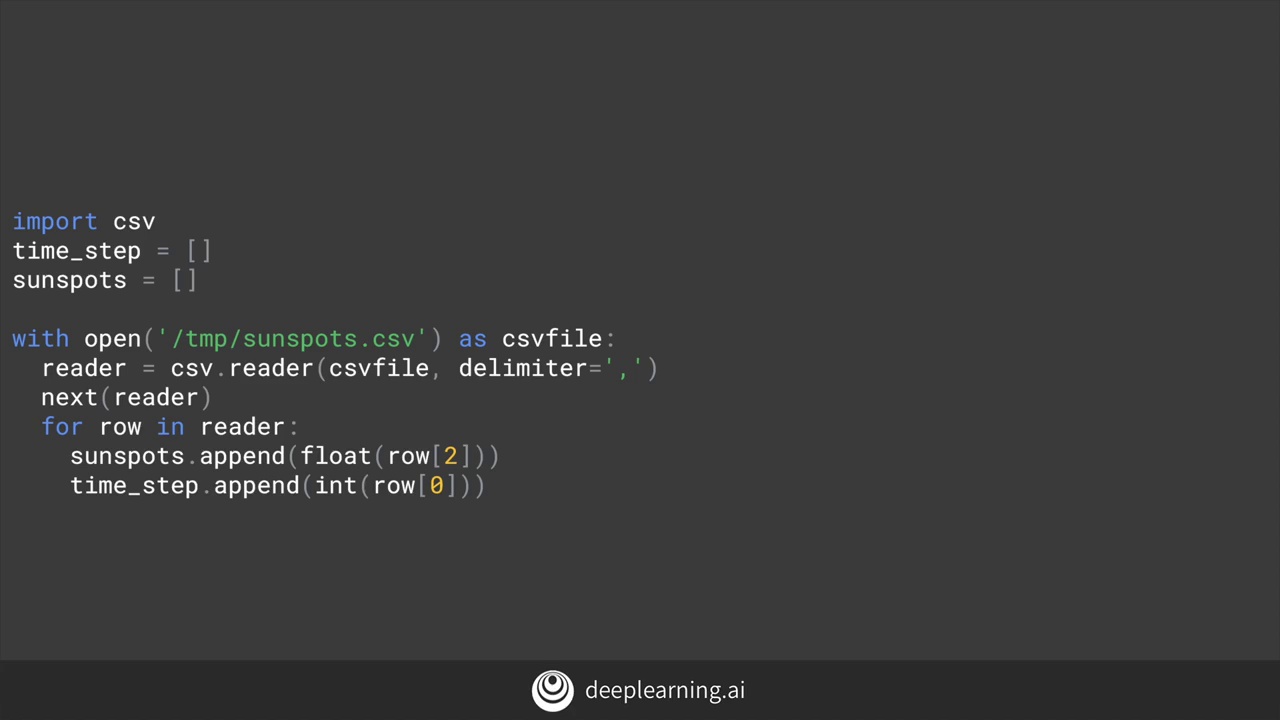 import csv
time_step = []
sunspots = []
with open('/tmp/sunspots.csv') as csvfile:
  reader = csv.reader(csvfile, delimiter=',')
  next(reader)
  for row in reader:
    sunspots.append(float(row[2]))
    time_step.append(int(row[0]))
deeplearning.ai